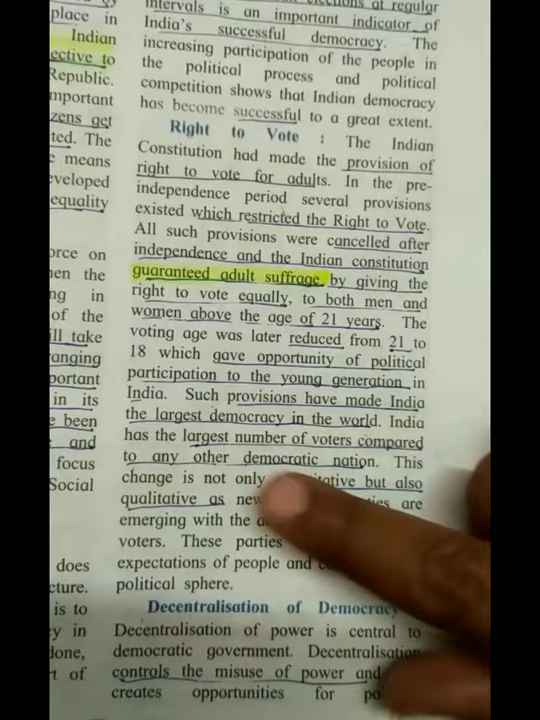 place in
Indian
ective to
Republic.
mportant
zens get
ted. The
means
eveloped
equality
orce on
en the
ng in
of the
ill take
anging
portant
in its
been
and
focus
Social
does
cture.
is to
in
lone,
of
elections at regular
intervals is an important indicator of
India's successful democracy. The
increasing participation of the people in
the political process and political
competition shows that Indian democracy
has become successful to a great extent.
Right to Vote : The Indian
Constitution had made the provision of
right to vote for adults. In the pre-
independence period several provisions
existed which restricted the Right to Vote.
All such provisions were cancelled after
independence and the Indian constitution
guaranteed adult suffrage by giving the
right to vote equally, to both men and
women above the age of 21 years. The
voting age was later reduced from 21 to
18 which gave opportunity of political
participation to the young generation in
India. Such provisions have made India
the largest democracy in the world. India
has the largest number of voters compared
to any other democratic nation. This
change is not only itative but also
qualitative as new ties are
emerging with the
voters. These parties
expectations of people and
political sphere.
Decentralisation of Democracy
Decentralisation of power is central to
democratic government. Decentralisation
controls the misuse of power and
creates opportunities for